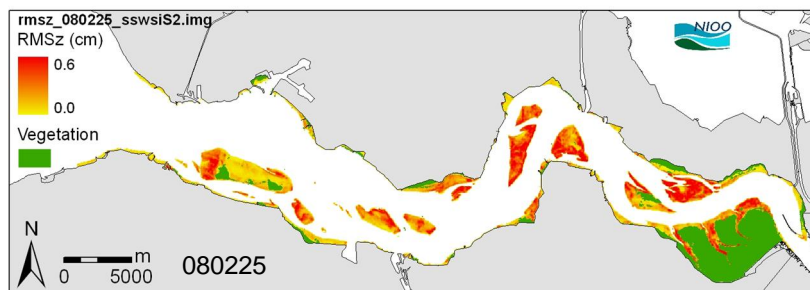 rmsz_080225_sswsiS2.img
RMSz (cm)
0.6
0.0
Vegetation
NIOO
N
m
0 5000
080225